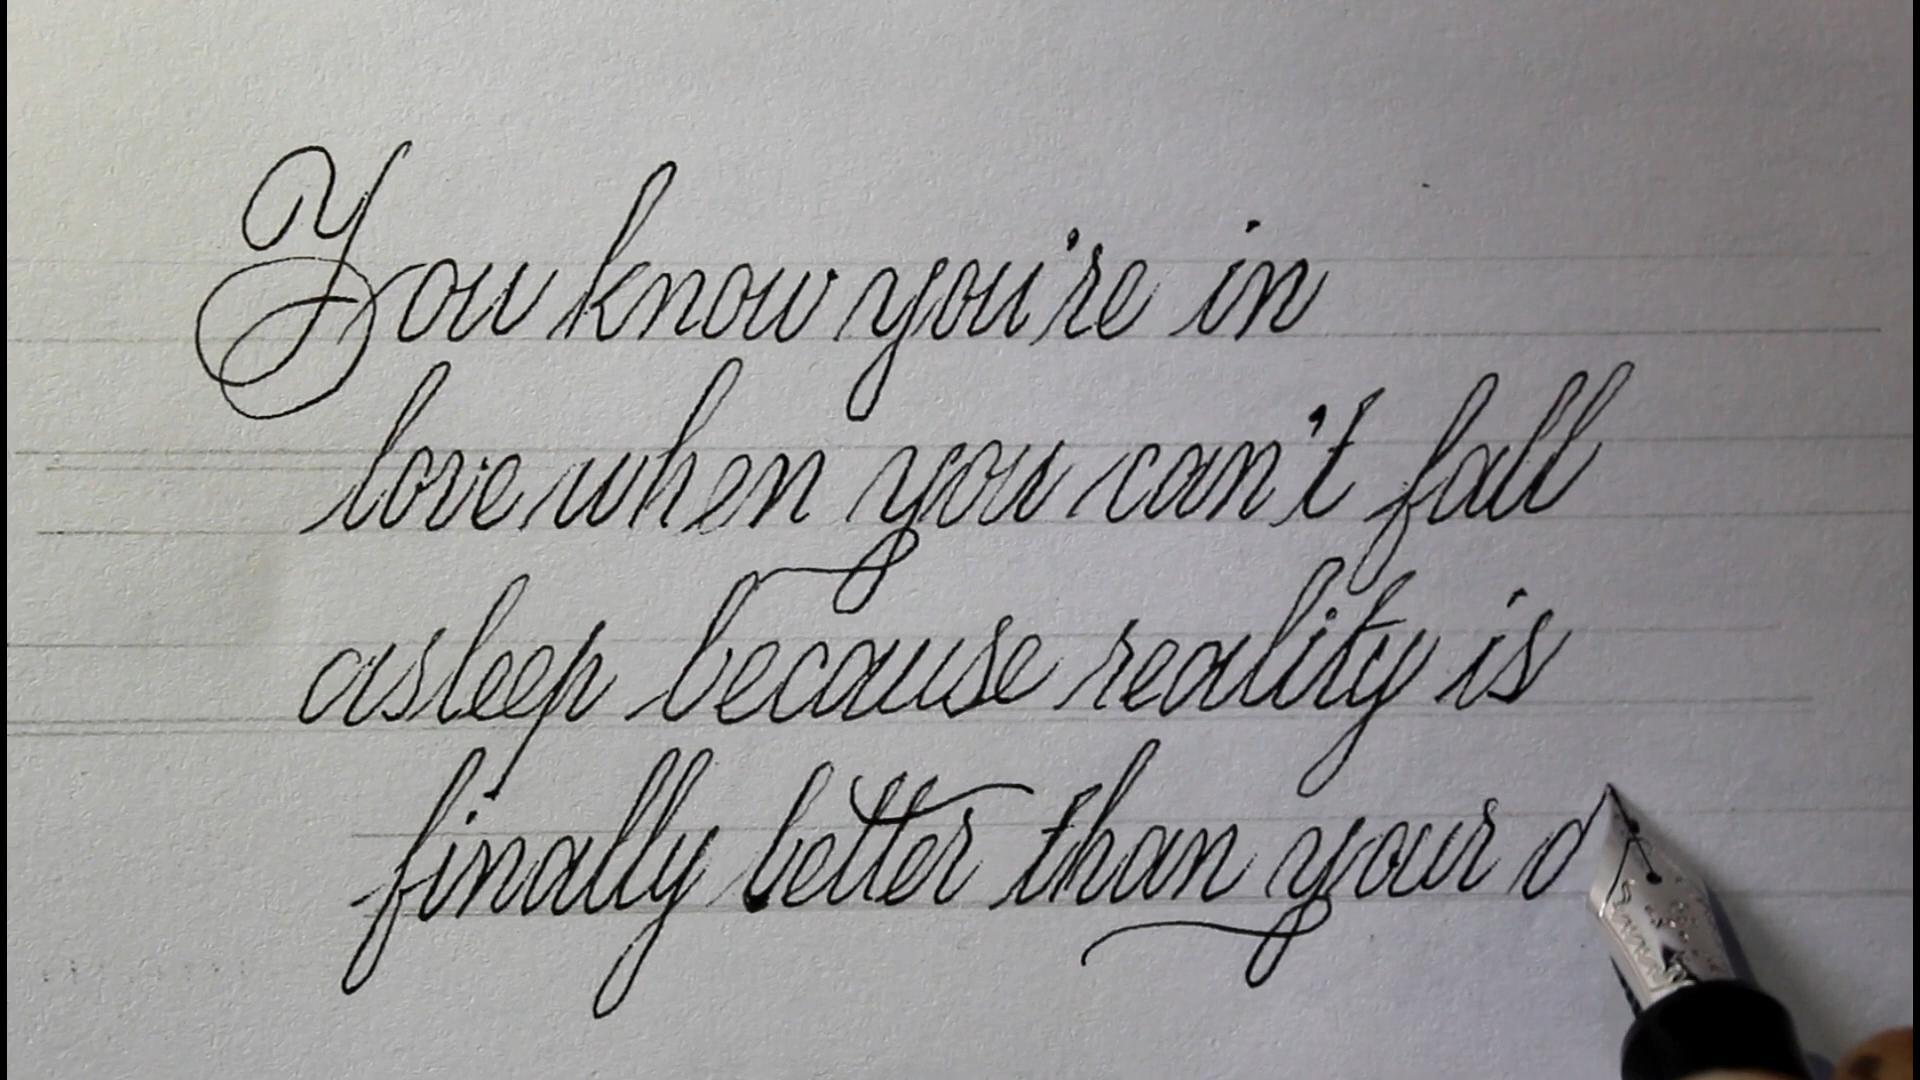 You know you're in
love when you can't fall
asleep because reality is
finally better than your d